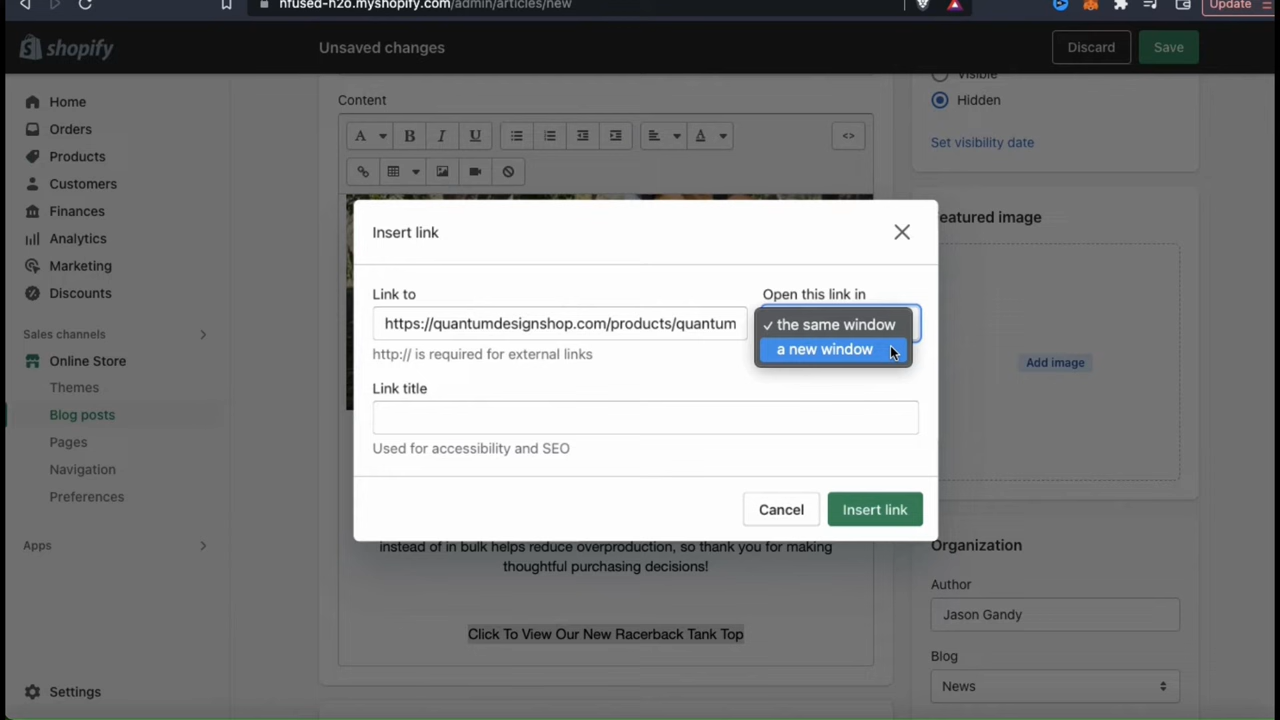 nfused-h2o.myshopify.com/admin/articles/new
Update
shopify
Unsaved changes
Discard
Save
Home
Orders
Products
Customers
Finances
Analytics
Marketing
Discounts
Sales channels
Online Store
Themes
Blog posts
Pages
Navigation
Preferences
Apps
Settings
Content
A
B
I
U
A
<>
Insert link
Link to
Open this link in
https://quantumdesignshop.com/products/quantum
✓ the same window
a new window
http:// is required for external links
Link title
Used for accessibility and SEO
Cancel
Insert link
instead of in bulk helps reduce overproduction, so thank you for making
thoughtful purchasing decisions!
Click To View Our New Racerback Tank Top
Visible
Hidden
Set visibility date
eatured image
Add image
Organization
Author
Jason Gandy
Blog
News